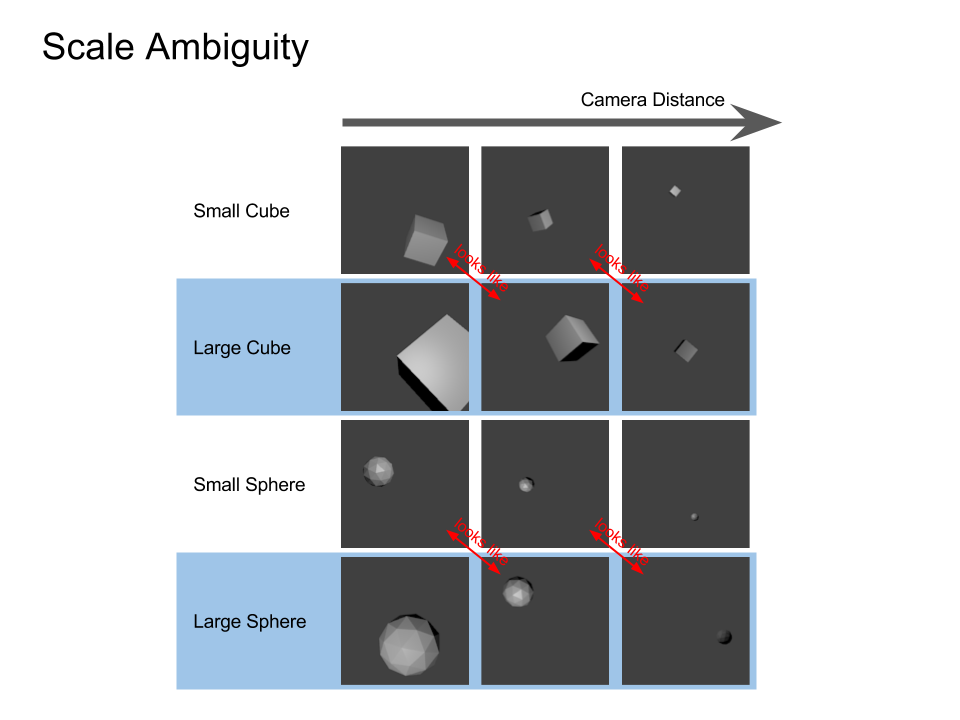 Scale Ambiguity
Camera Distance
Small Cube
looks like
looks like
Large Cube
Small Sphere
looks like
looks like
Large Sphere